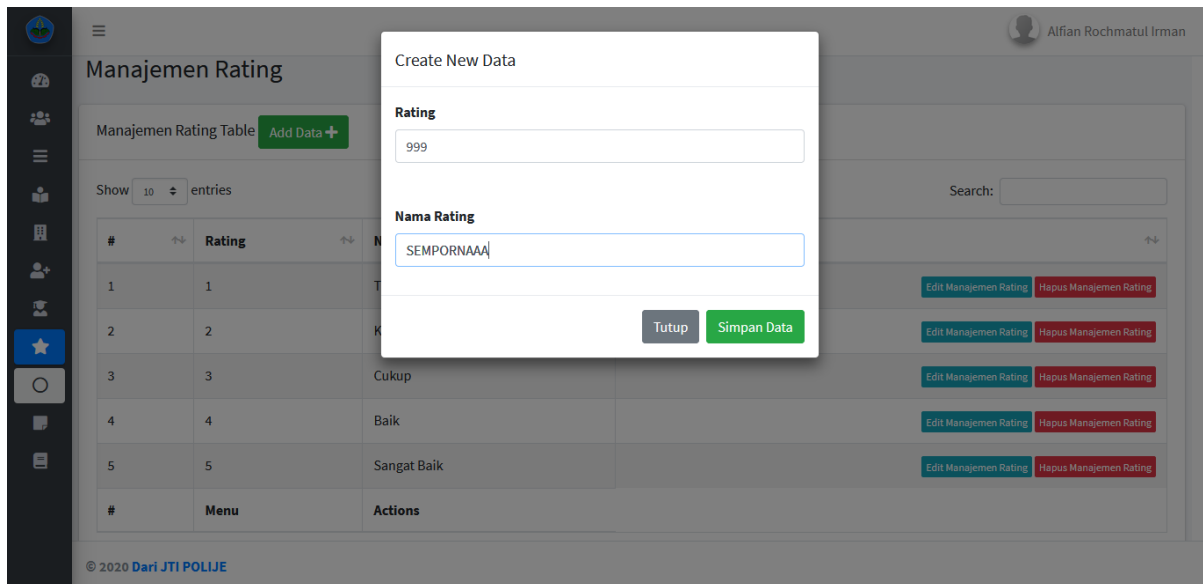 Alfian Rochmatul Irman
Manajemen Rating
Manajemen Rating Table Add Data
Show 10 entries
Search:
# Rating N
1 1 T Edit Manajemen Rating Hapus Manajemen Rating
2 2 K Edit Manajemen Rating Hapus Manajemen Rating
3 3 Cukup Edit Manajemen Rating Hapus Manajemen Rating
4 4 Baik Edit Manajemen Rating Hapus Manajemen Rating
5 5 Sangat Baik Edit Manajemen Rating Hapus Manajemen Rating
# Menu Actions
© 2020 Dari JTI POLIJE
Create New Data
Rating
999
Nama Rating
SEMPORNAAA
Tutup Simpan Data